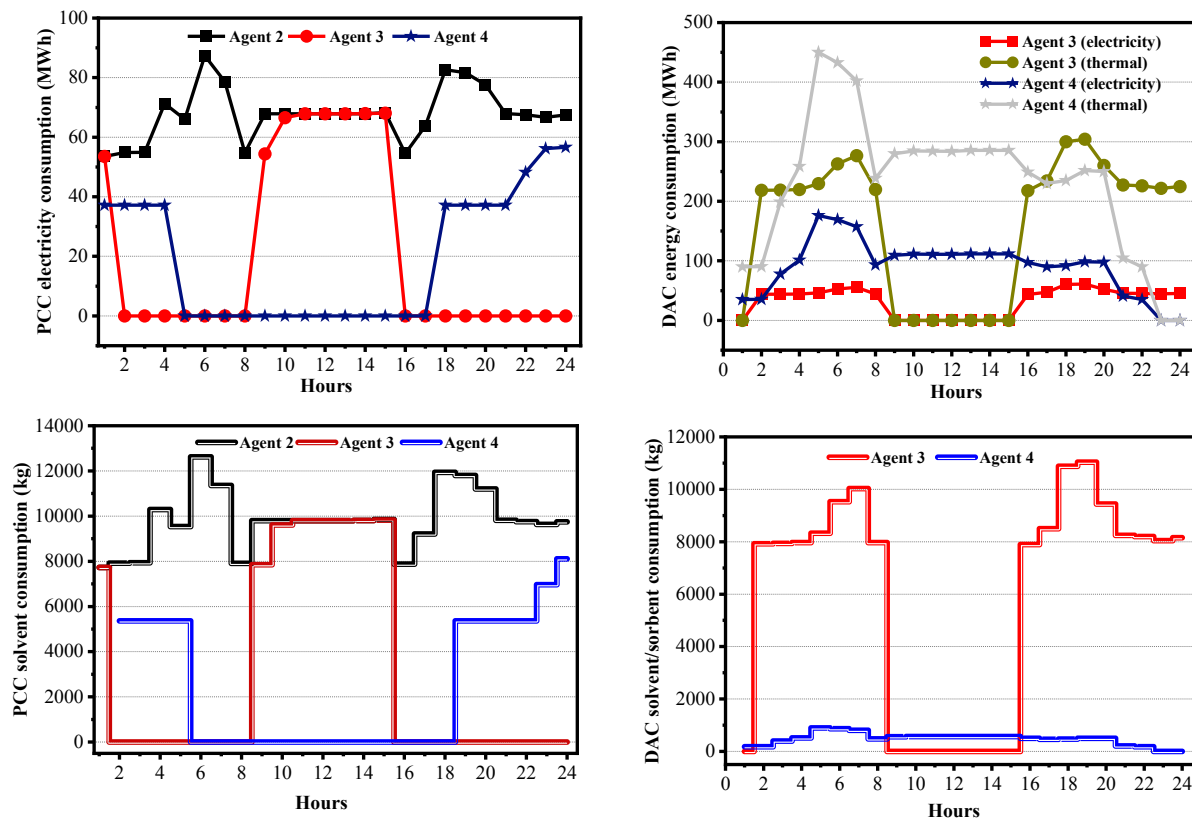 PCC electricity consumption (MWh)
100
80
60
40
20
0
Agent 2 Agent 3 Agent 4
2 4 6 8 10 12 14 16 18 20 22 24
Hours
DAC energy consumption (MWh)
500
400
300
200
100
0
Agent 3 (electricity)
Agent 3 (thermal)
Agent 4 (electricity)
Agent 4 (thermal)
0 2 4 6 8 10 12 14 16 18 20 22 24
Hours
PCC solvent consumption (kg)
14000
12000
10000
8000
6000
4000
2000
0
Agent 2 Agent 3 Agent 4
2 4 6 8 10 12 14 16 18 20 22 24
Hours
DAC solvent/sorbent consumption (kg)
12000
10000
8000
6000
4000
2000
0
Agent 3 Agent 4
0 2 4 6 8 10 12 14 16 18 20 22 24
Hours